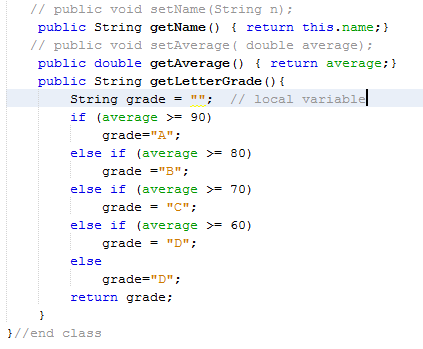 // public void setName(String n);
public String getName() { return this.name;}
// public void setAverage( double average);
public double getAverage() { return average;}
public String getLetterGrade(){
String grade = ""; // local variable
if (average >= 90)
grade="A";
else if (average >= 80)
grade ="B";
else if (average >= 70)
grade = "C";
else if (average >= 60)
grade = "D";
else
grade="D";
return grade;
}
}//end class